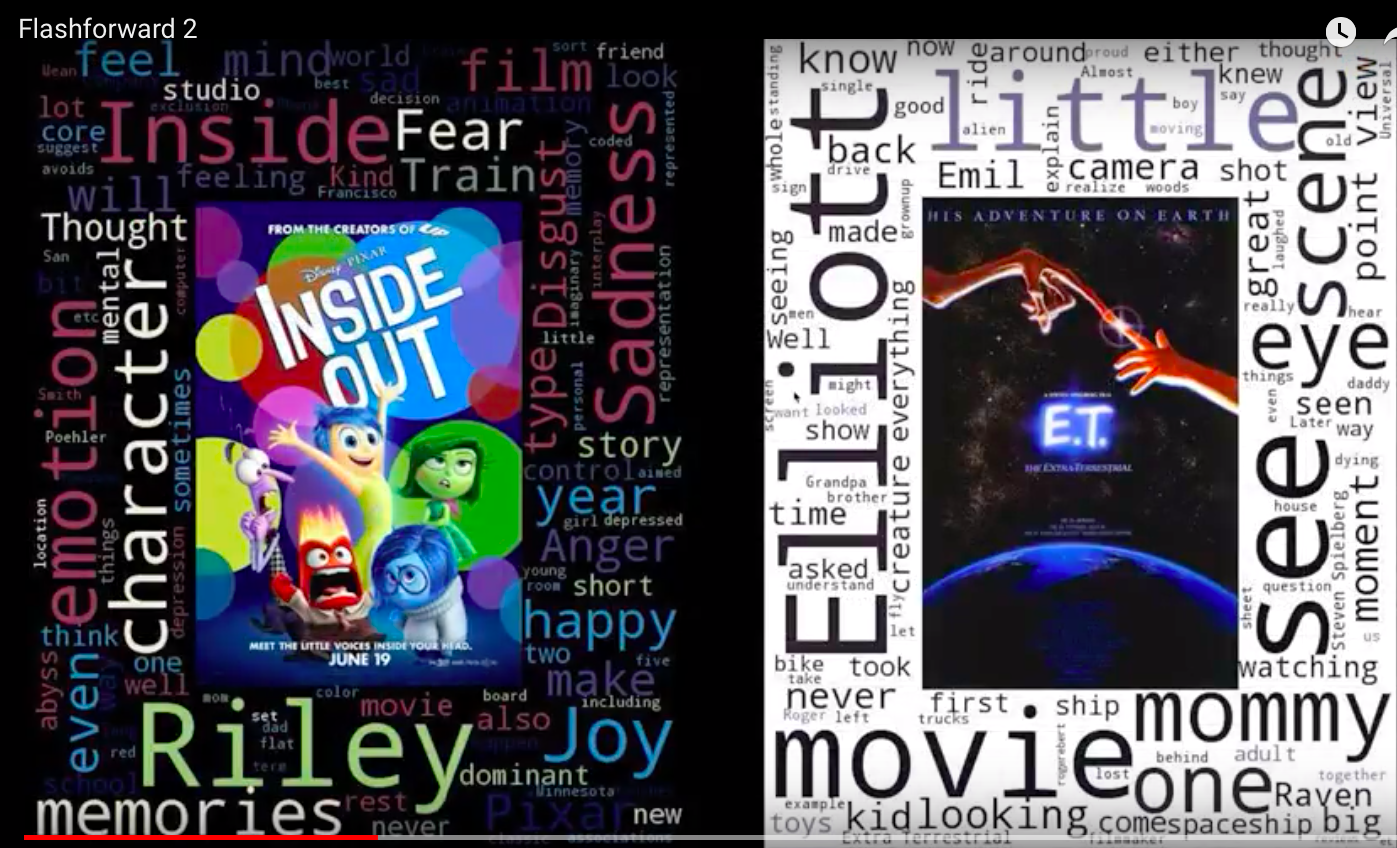 Flashforward 2
feel
mind
world
film
sort
friend
Wean
best
sad
look
studio
decision
animation
exclusion
lot
Inside
Fear
core
suggest
coded
represented
Sadness
memory
Disgust
avoids
feeling
Kind
Train
Francisco
will
Thought
San
bit
mental
computer
etc
emotion
character
FROM THE CREATORS OF UP
DISNEY PIXAR
INSIDE
OUT
MEET THE LITTLE VOICES INSIDE YOUR HEAD.
JUNE 19
imaginary
interplay
representation
little
type
personal
Smith
Poehler
sometimes
story
control
aimed
year
girl
depressed
location
things
depression
Anger
young
room
short
happy
think
abyss
even
way
one
well
two
five
make
including
mom
color
movie
board
also
Joy
Riley
set
dad
flat
term
red
happen
dominant
Minnesota
school
memories
rest
never
Pixar
new
classic
associations
standing
whole
know
now
around
proud
either
thought
single
ride
Almost
knew
say
little
good
boy
alien
moving
back
drive
explain
old
view
Universal
scene
sign
Emil
camera
shot
realize
woods
Elliott
made
grownup
great
laughed
point
seeing
men
Well
HIS ADVENTURE ON EARTH
E.T.
THE EXTRA-TERRESTRIAL
really
hear
eye
things
daddy
everything
creature
screen
might
want
looked
show
even
seen
Later
way
Grandpa
brother
time
see
dying
house
moment
Steven Spielberg
asked
understand
fly
let
question
sheet
us
bike
take
took
watching
never
Roger
left
first
trucks
ship
mommy
movie
rogerebert
lost
behind
adult
one
together
Raven
example
toys
kid
looking
come
spaceship
big
Extra Terrestrial
filmmaker